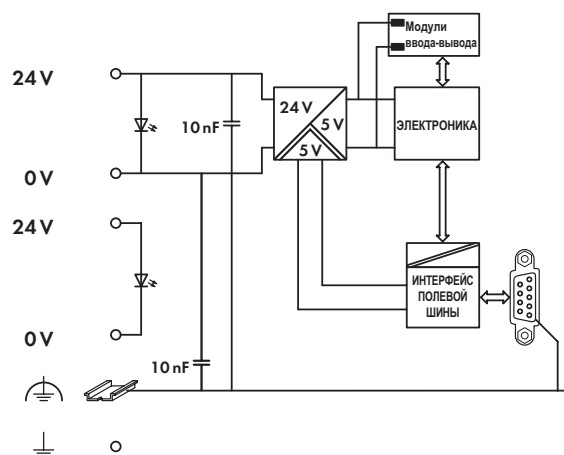 Модули
ввода-вывода
24 V
24 V
10 nF
5 V
ЭЛЕКТРОНИКА
5 V
0 V
24 V
ИНТЕРФЕЙС
ПОЛЕВОЙ
ШИНЫ
0 V
10 nF